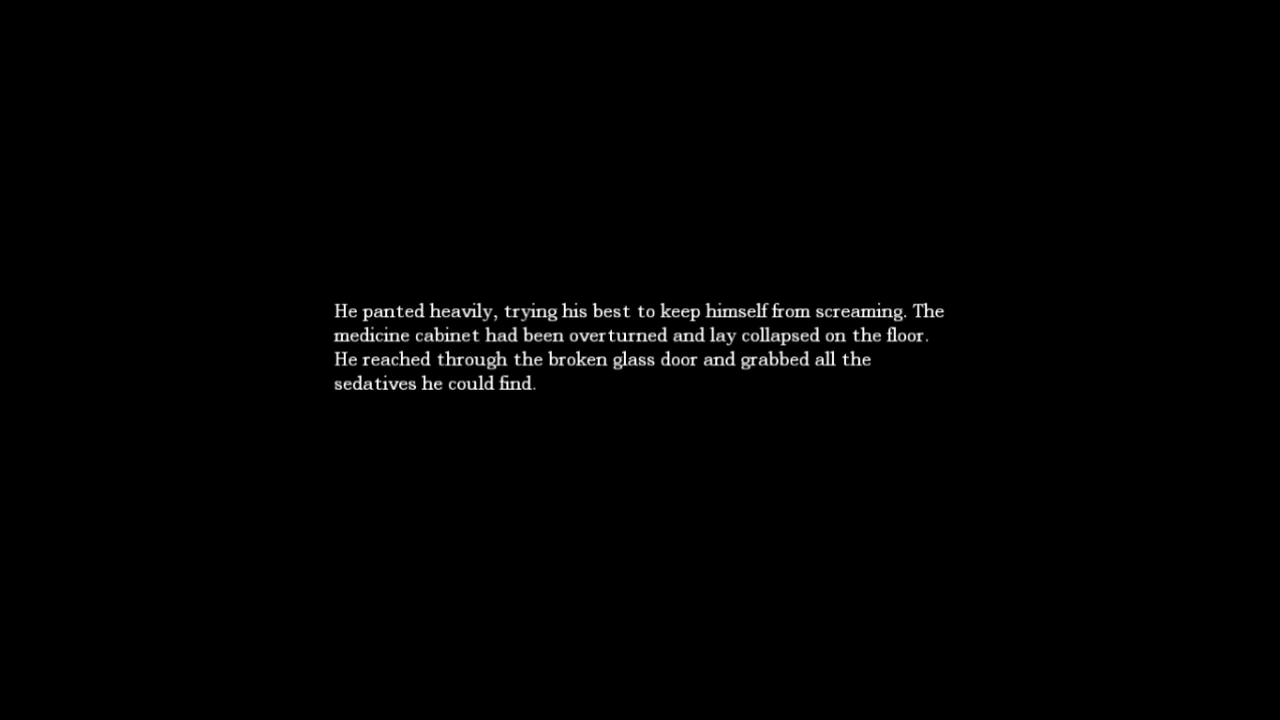 He panted heavily, trying his best to keep himself from screaming. The
medicine cabinet had been overturned and lay collapsed on the floor.
He reached through the broken glass door and grabbed all the
sedatives he could find.